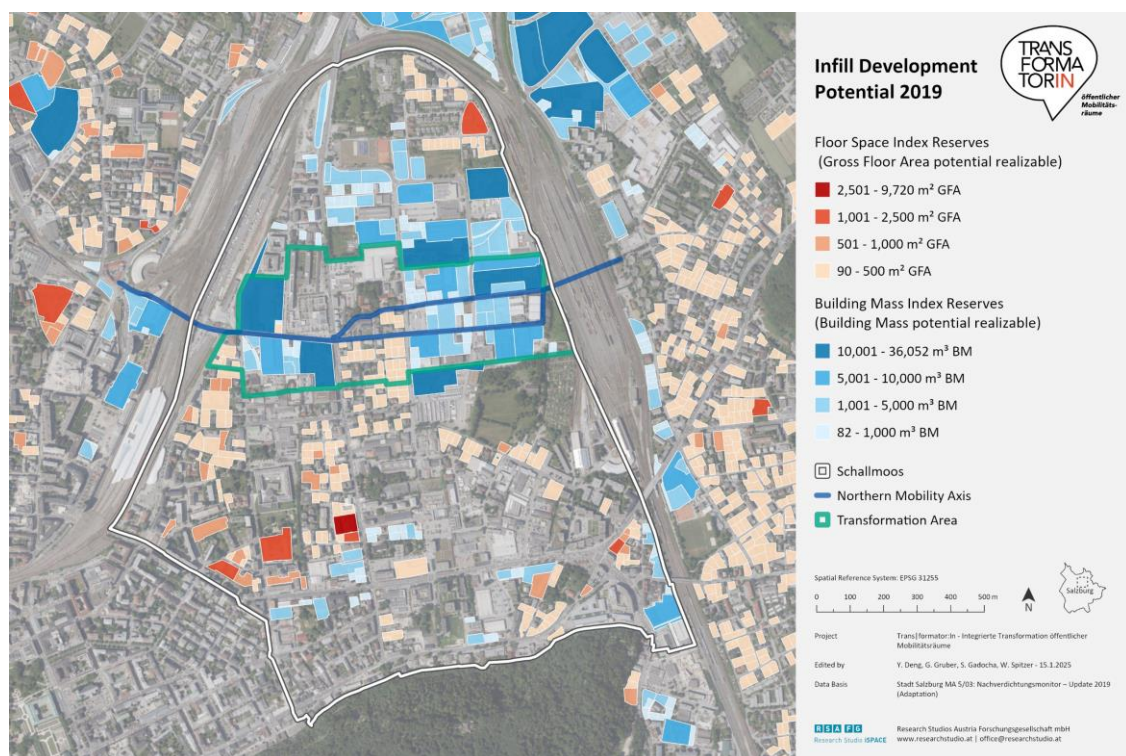 Infill Development
Potential 2019
TRANS
FORMA
TORIN
öffentlicher
Mobilitäts-
räume
Floor Space Index Reserves
(Gross Floor Area potential realizable)
2,501 - 9,720 m² GFA
1,001 - 2,500 m² GFA
501 - 1,000 m² GFA
90 - 500 m² GFA
Building Mass Index Reserves
(Building Mass potential realizable)
10,001 - 36,052 m³ BM
5,001 - 10,000 m³ BM
1,001 - 5,000 m³ BM
82 - 1,000 m³ BM
Schallmoos
Northern Mobility Axis
Transformation Area
Spatial Reference System: EPSG 31255
0 100 200 300 400 500 m
N
Salzburg
Project Trans|formator:in - Integrierte Transformation öffentlicher
Mobilitätsräume
Edited by Y. Deng, G. Gruber, S. Gadocha, W. Spitzer - 15.1.2025
Data Basis Stadt Salzburg MA 5/03: Nachverdichtungsmonitor – Update 2019
(Adaptation)
RSA FG Research Studios Austria Forschungsgesellschaft mbH
Research Studio iSPACE www.researchstudio.at | office@researchstudio.at